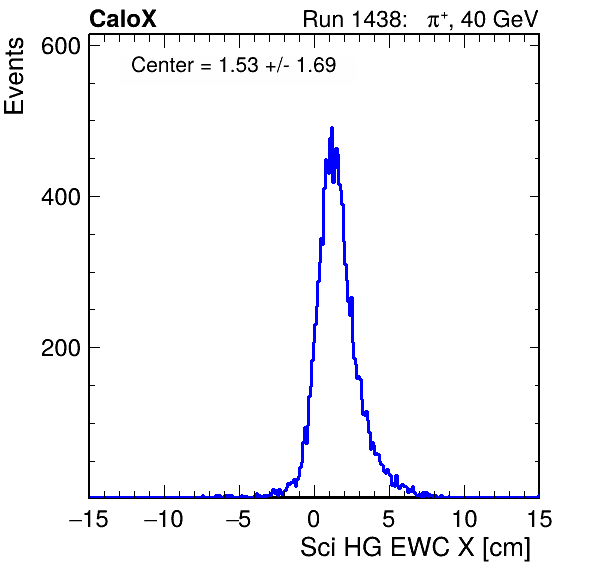 CaloX Run 1438: π⁺, 40 GeV
Events
Center = 1.53 +/- 1.69
600
400
200
−15 −10 −5 0 5 10 15
Sci HG EWC X [cm]